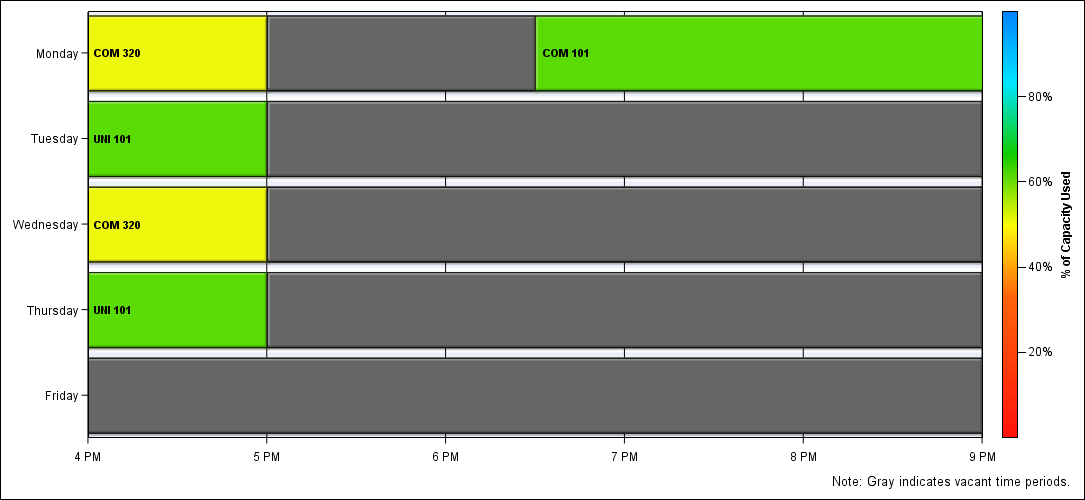 Monday
COM 320
COM 101
Tuesday
UNI 101
Wednesday
COM 320
Thursday
UNI 101
Friday
4 PM 5 PM 6 PM 7 PM 8 PM 9 PM
80%
60%
40%
20%
% of Capacity Used
Note: Gray indicates vacant time periods.